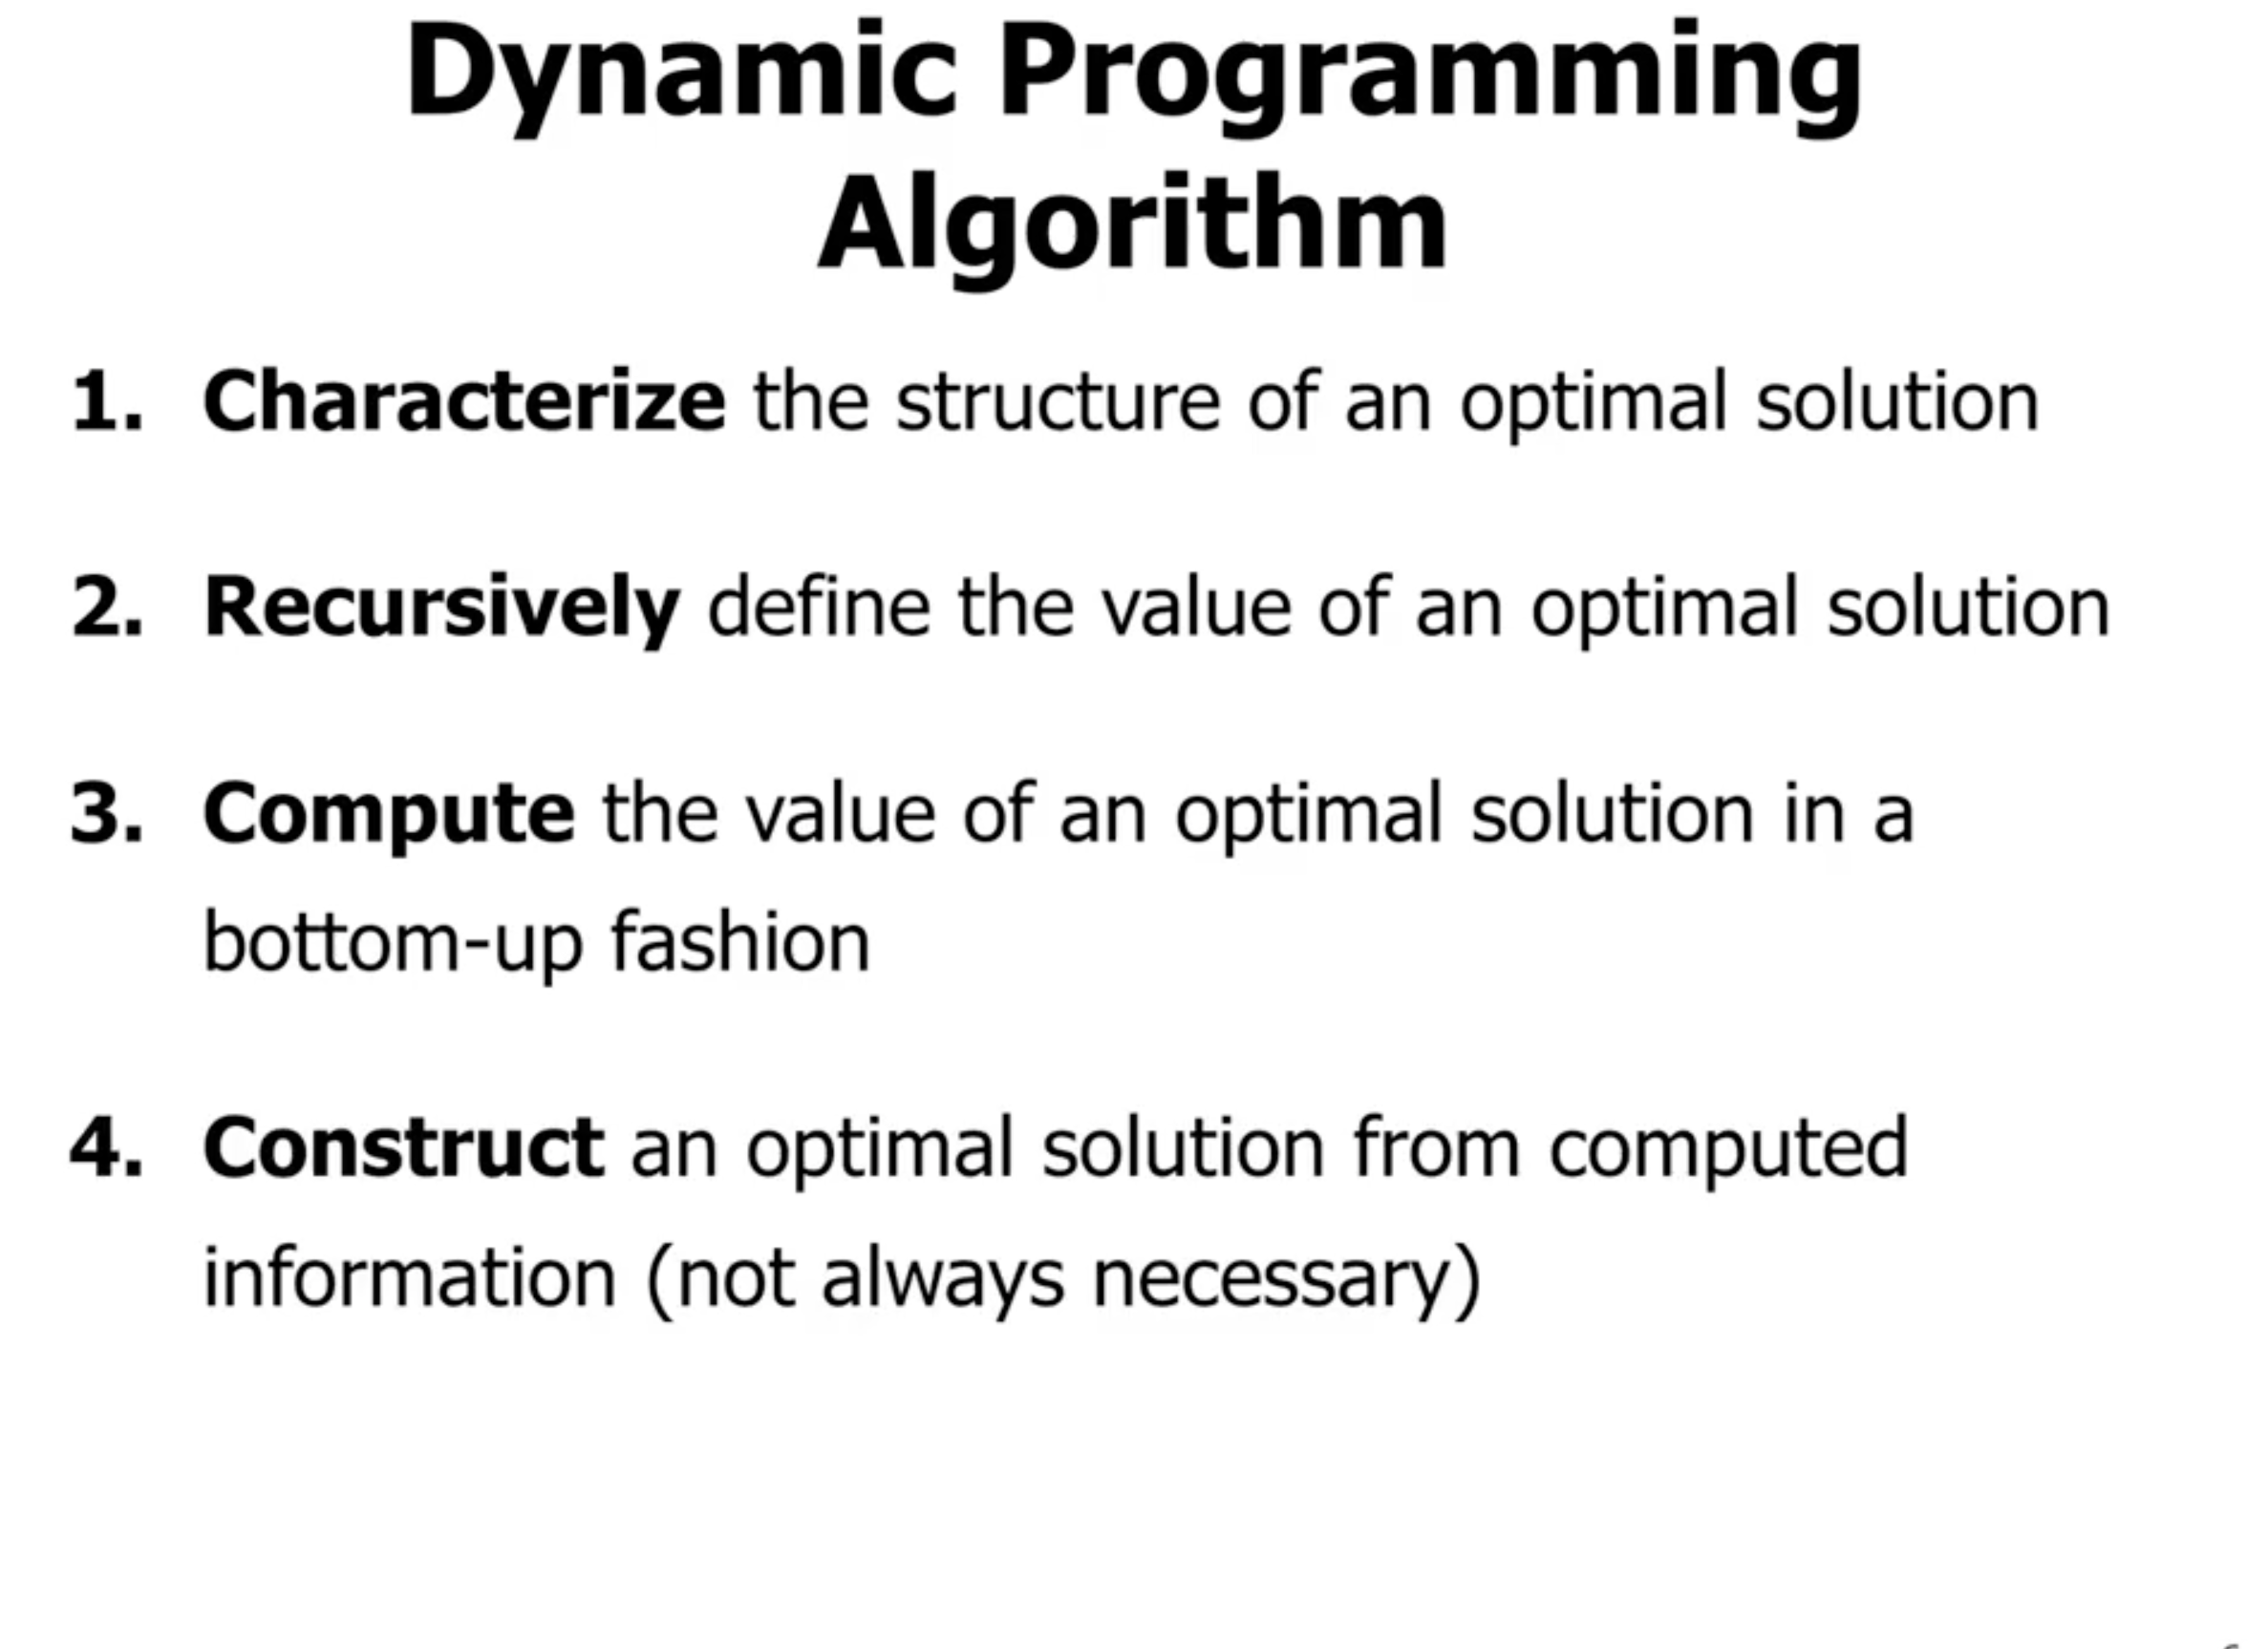 Dynamic Programming
Algorithm
1. Characterize the structure of an optimal solution
2. Recursively define the value of an optimal solution
3. Compute the value of an optimal solution in a
bottom-up fashion
4. Construct an optimal solution from computed
information (not always necessary)